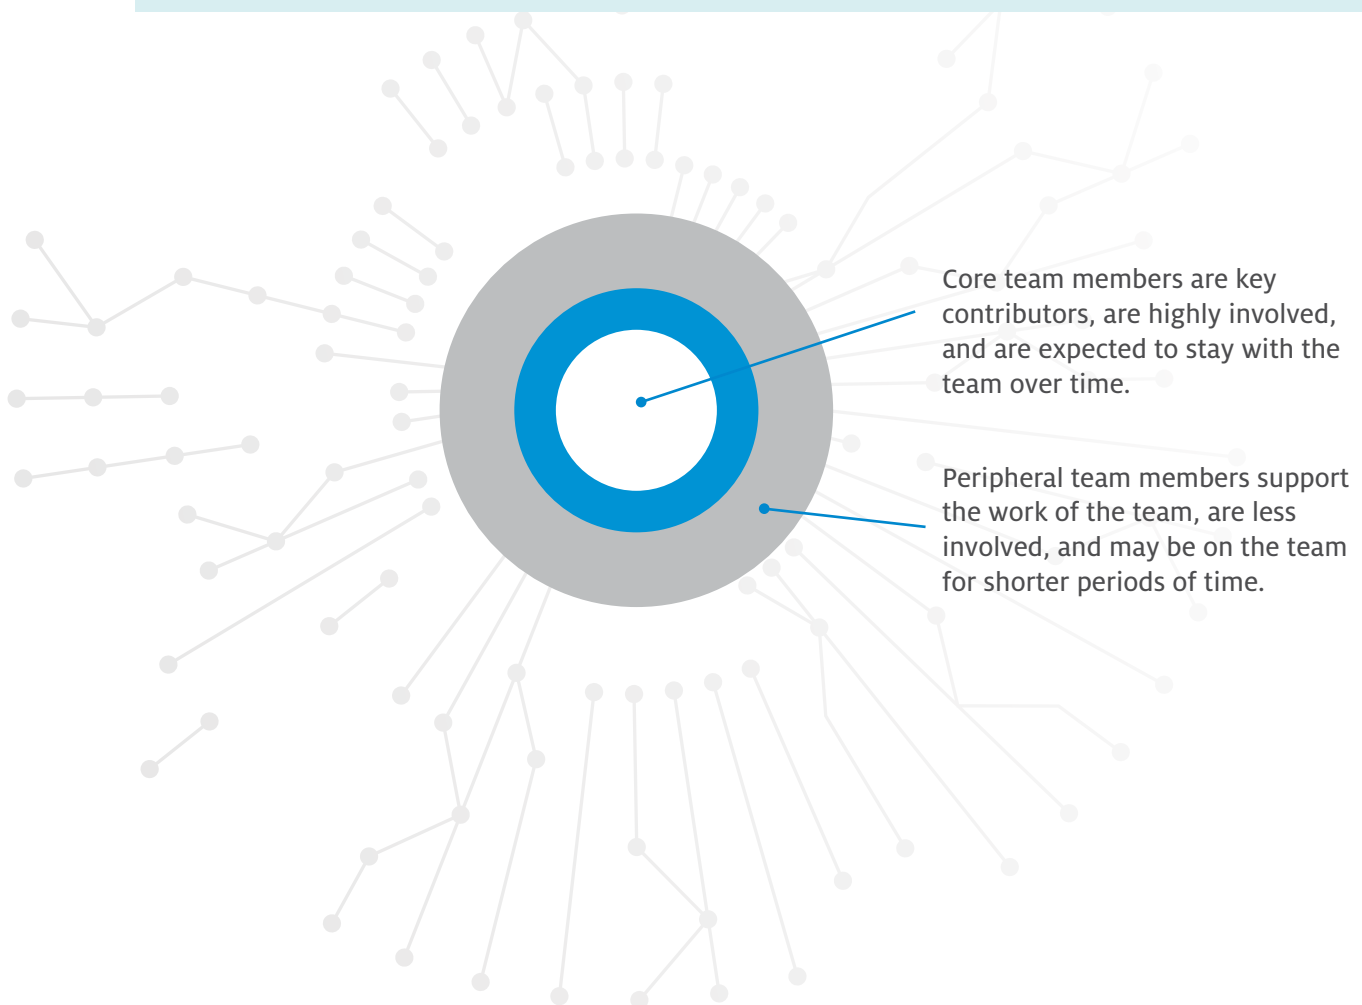 Core team members are key
contributors, are highly involved,
and are expected to stay with the
team over time.
Peripheral team members support
the work of the team, are less
involved, and may be on the team
for shorter periods of time.